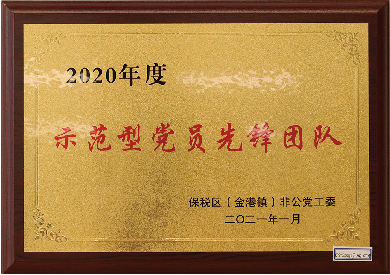 2020年度
示范型党员先锋团队
保税区（金港镇）非公党工委
二〇二一年一月